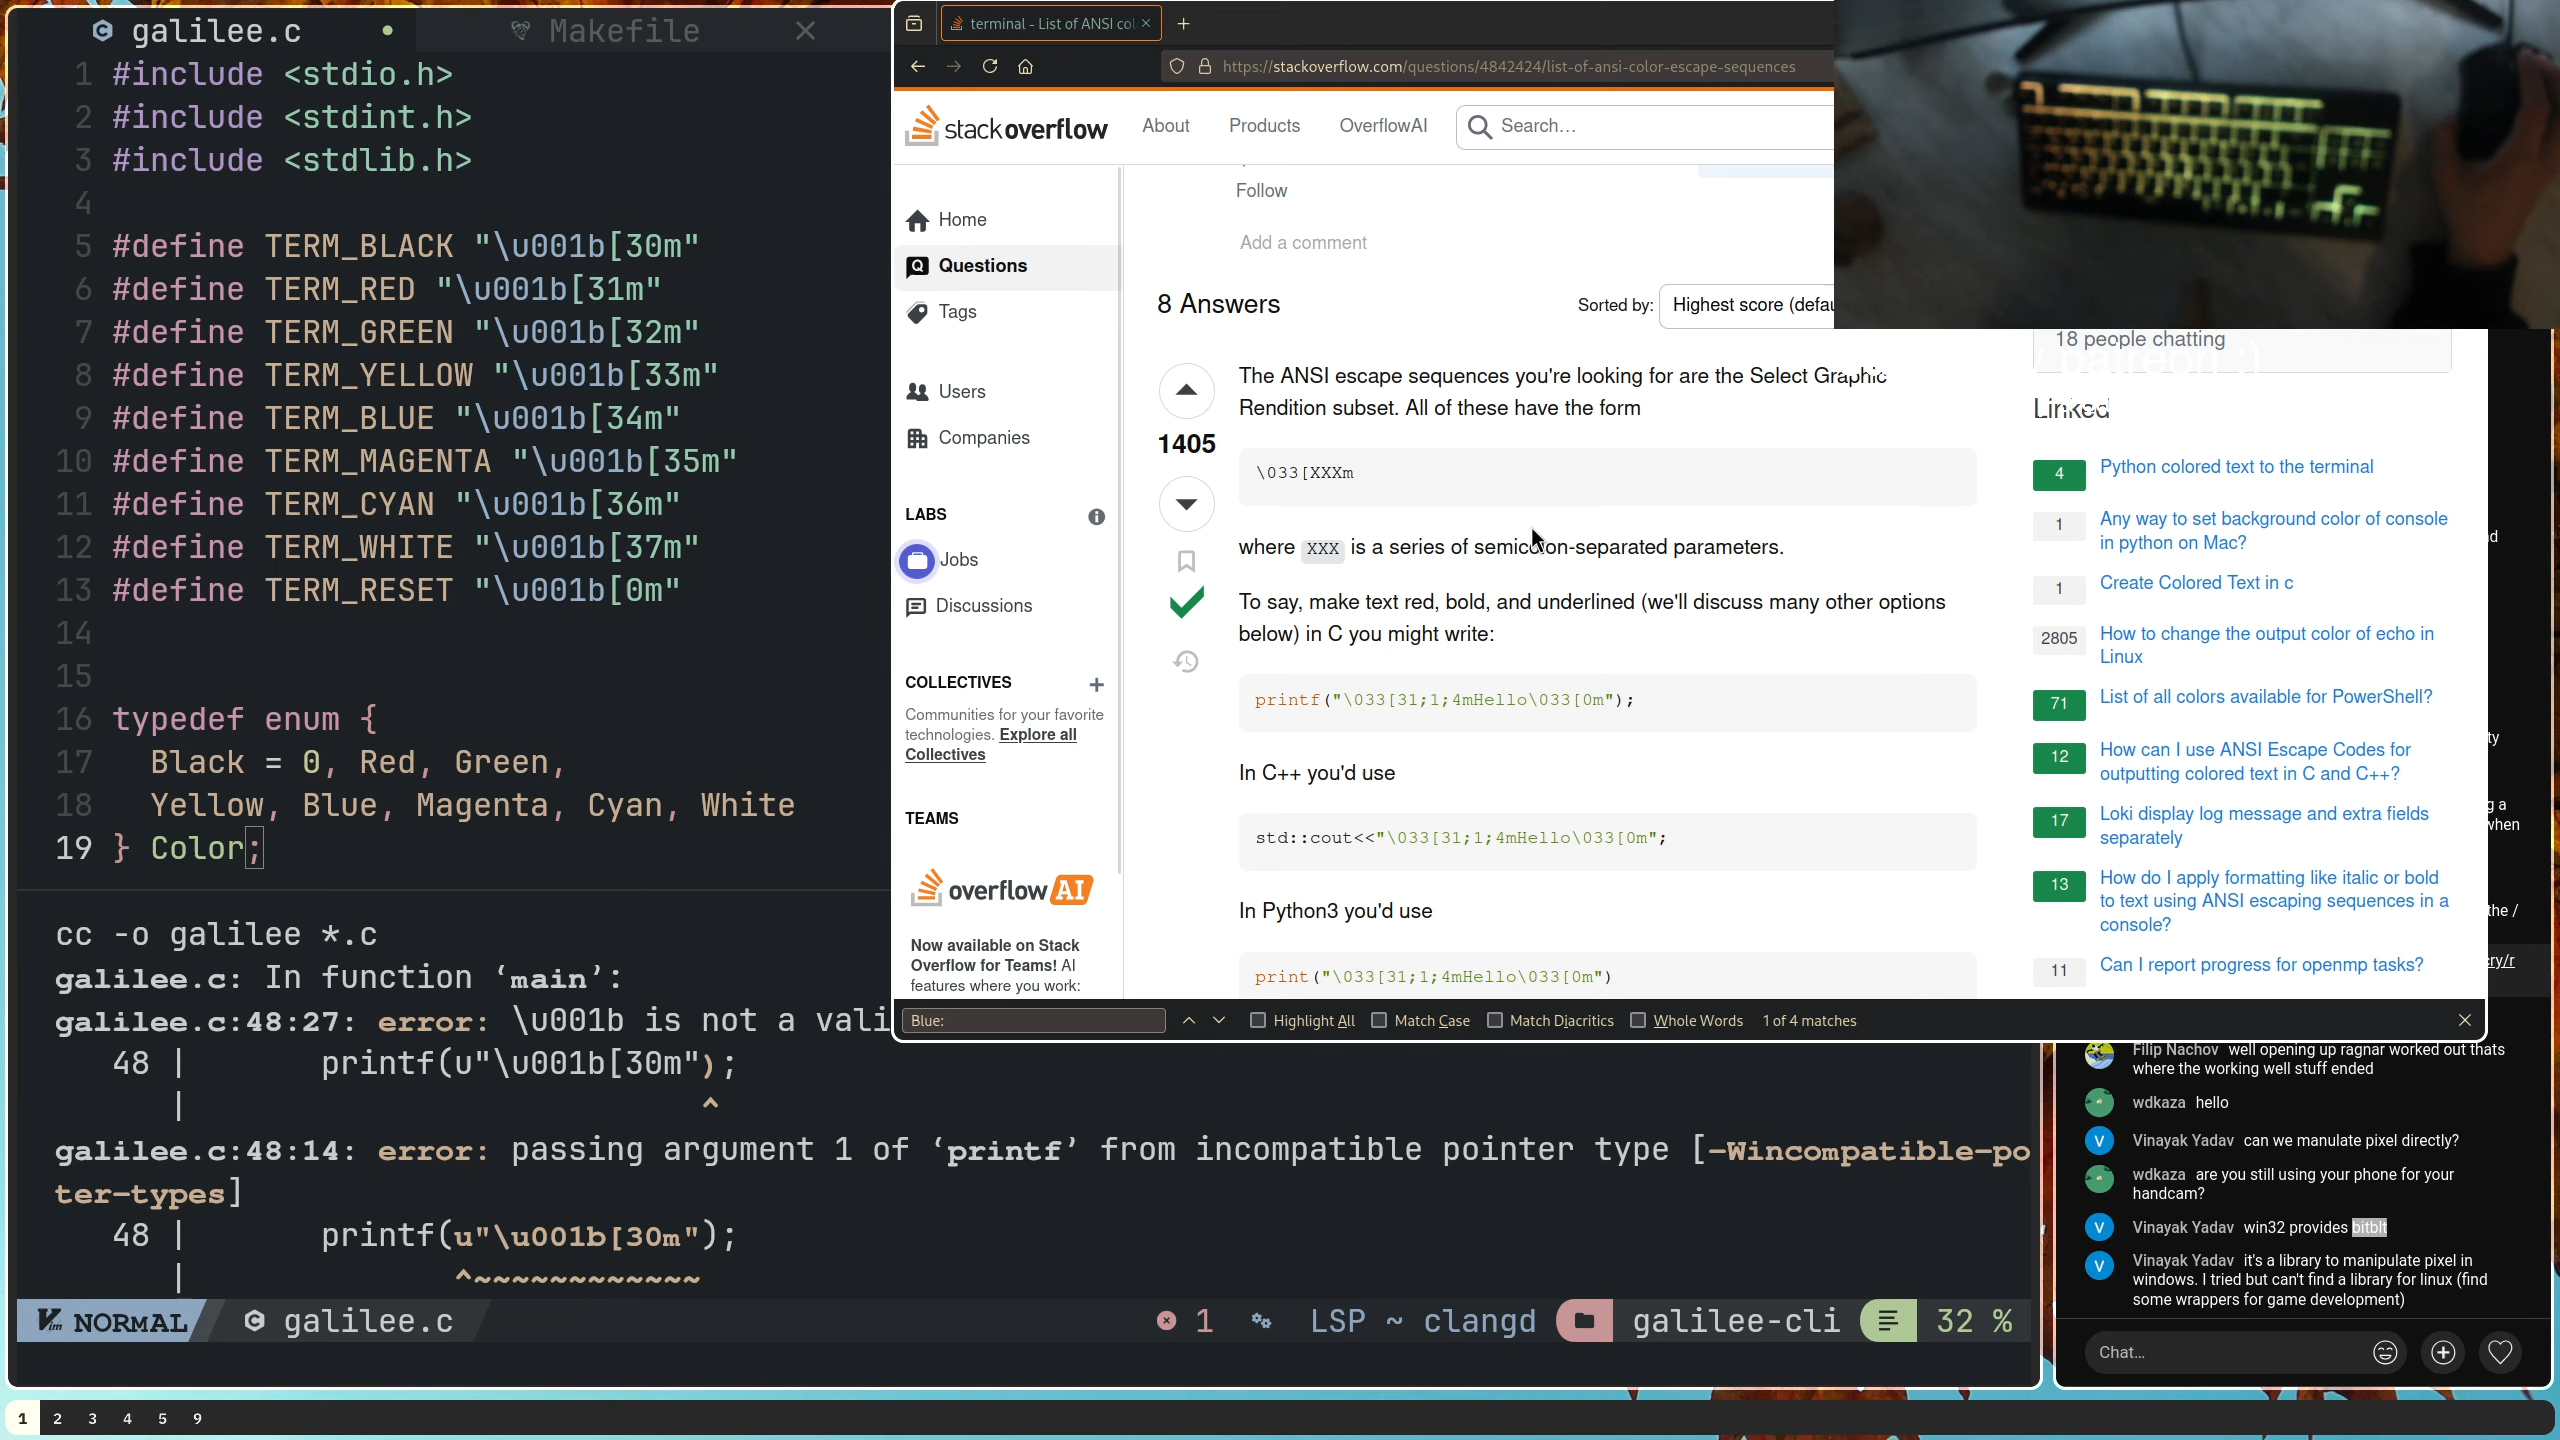 galilee.c
Makefile
1 #include <stdio.h>
2 #include <stdint.h>
3 #include <stdlib.h>
4
5 #define TERM_BLACK "\u001b[30m"
6 #define TERM_RED "\u001b[31m"
7 #define TERM_GREEN "\u001b[32m"
8 #define TERM_YELLOW "\u001b[33m"
9 #define TERM_BLUE "\u001b[34m"
10 #define TERM_MAGENTA "\u001b[35m"
11 #define TERM_CYAN "\u001b[36m"
12 #define TERM_WHITE "\u001b[37m"
13 #define TERM_RESET "\u001b[0m"
14
15
16 typedef enum {
17 Black = 0, Red, Green,
18 Yellow, Blue, Magenta, Cyan, White
19 } Color;
cc -o galilee *.c
galilee.c: In function ‘main’:
galilee.c:48:27: error: \u001b is not a vali
48 | printf(u"\u001b[30m");
| ^
galilee.c:48:14: error: passing argument 1 of ‘printf’ from incompatible pointer type [-Wincompatible-po
ter-types]
48 | printf(u"\u001b[30m");
| ^~~~~~~~~~~~~
NORMAL galilee.c
1 LSP ~ clangd galilee-cli 32 %
1 2 3 4 5 9
terminal - List of ANSI co
https://stackoverflow.com/questions/4842424/list-of-ansi-color-escape-sequences
stackoverflow
About Products OverflowAI Search…
Home
Questions
Tags
Users
Companies
LABS
Jobs
Discussions
COLLECTIVES
Communities for your favorite
technologies. Explore all
Collectives
TEAMS
overflow AI
Now available on Stack
Overflow for Teams! AI
features where you work:
Follow
Add a comment
8 Answers
Sorted by: Highest score (defau
1405
The ANSI escape sequences you're looking for are the Select Graphic
Rendition subset. All of these have the form
\033[XXXm
where XXX is a series of semicolon-separated parameters.
To say, make text red, bold, and underlined (we'll discuss many other options
below) in C you might write:
printf("\033[31;1;4mHello\033[0m");
In C++ you'd use
std::cout<<"\033[31;1;4mHello\033[0m";
In Python3 you'd use
print("\033[31;1;4mHello\033[0m")
18 people chatting
/ patreon :)
Linked
4 Python colored text to the terminal
1 Any way to set background color of console
in python on Mac?
1 Create Colored Text in c
2805 How to change the output color of echo in
Linux
71 List of all colors available for PowerShell?
12 How can I use ANSI Escape Codes for
outputting colored text in C and C++?
17 Loki display log message and extra fields
separately
13 How do I apply formatting like italic or bold
to text using ANSI escaping sequences in a
console?
11 Can I report progress for openmp tasks?
Blue:
Highlight All Match Case Match Diacritics Whole Words 1 of 4 matches
g a
the /
cry/r
Filip Nachov well opening up ragnar worked out thats
where the working well stuff ended
wdkaza hello
Vinayak Yadav can we manulate pixel directly?
wdkaza are you still using your phone for your
handcam?
Vinayak Yadav win32 provides bitblt
Vinayak Yadav it's a library to manipulate pixel in
windows. I tried but can't find a library for linux (find
some wrappers for game development)
Chat...